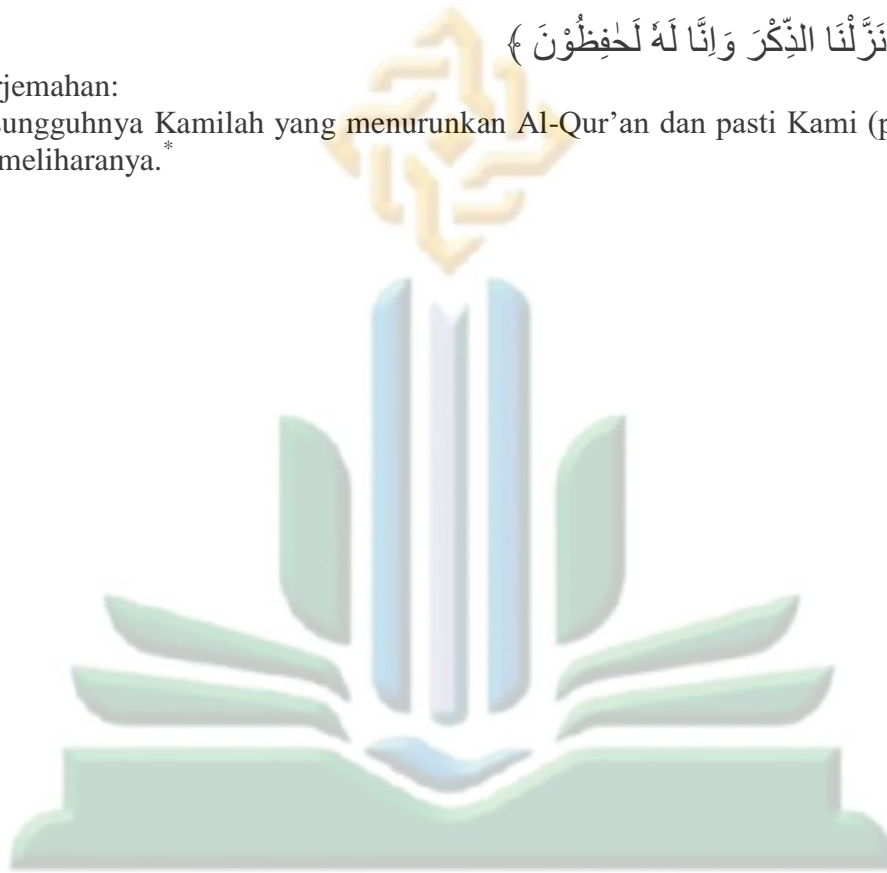 نَزَّلْنَا الذِّكْرَ وَاِنَّا لَهٗ لَحٰفِظُوْنَ ﴾
rjemahan:
ungguhnya Kamilah yang menurunkan Al-Qur’an dan pasti Kami (p
meliharanya.*